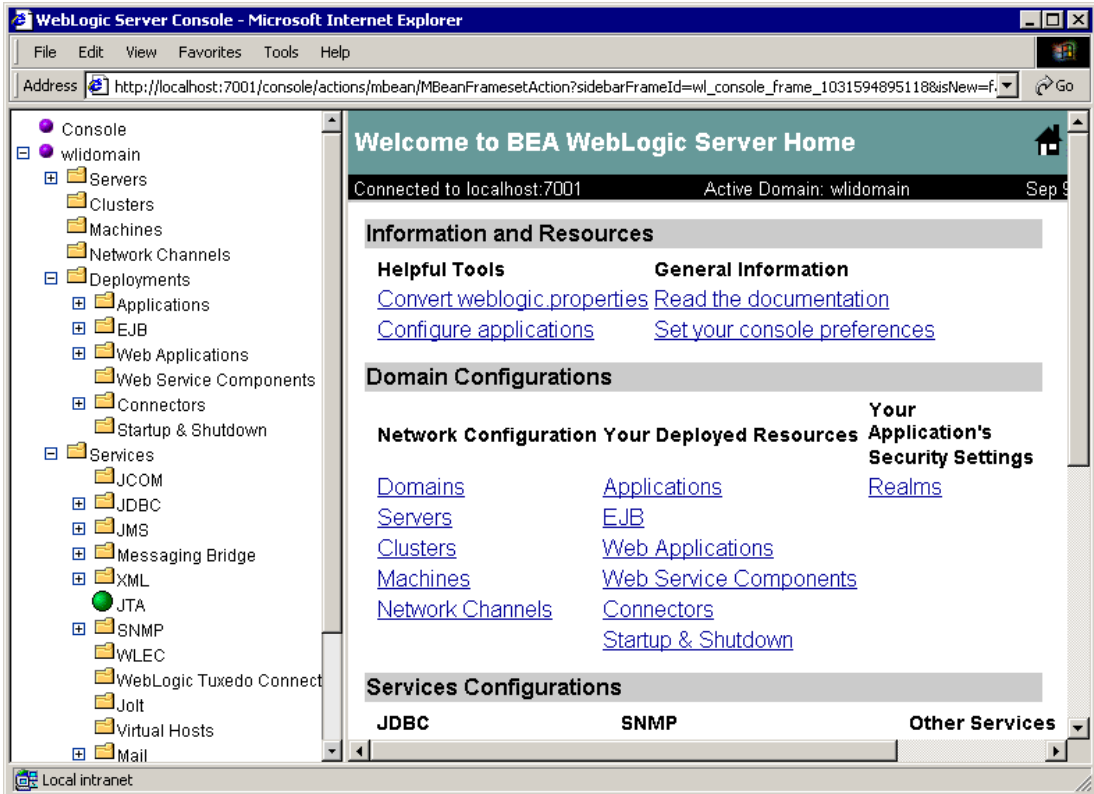 WebLogic Server Console - Microsoft Internet Explorer
File Edit View Favorites Tools Help
Address http://localhost:7001/console/actions/mbean/MBeanFramesetAction?sidebarFrameId=wl_console_frame_1031594895118&isNew=f Go
Console
wlidomain
Servers
Clusters
Machines
Network Channels
Deployments
Applications
EJB
Web Applications
Web Service Components
Connectors
Startup & Shutdown
Services
JCOM
JDBC
JMS
Messaging Bridge
XML
JTA
SNMP
WLEC
WebLogic Tuxedo Connect
Jolt
Virtual Hosts
Mail
Welcome to BEA WebLogic Server Home
Connected to localhost:7001 Active Domain: wlidomain Sep 9
Information and Resources
Helpful Tools General Information
Convert weblogic.properties Read the documentation
Configure applications Set your console preferences
Domain Configurations
Network Configuration Your Deployed Resources Your Application's Security Settings
Domains Applications Realms
Servers EJB
Clusters Web Applications
Machines Web Service Components
Network Channels Connectors
Startup & Shutdown
Services Configurations
JDBC SNMP Other Services
Local intranet